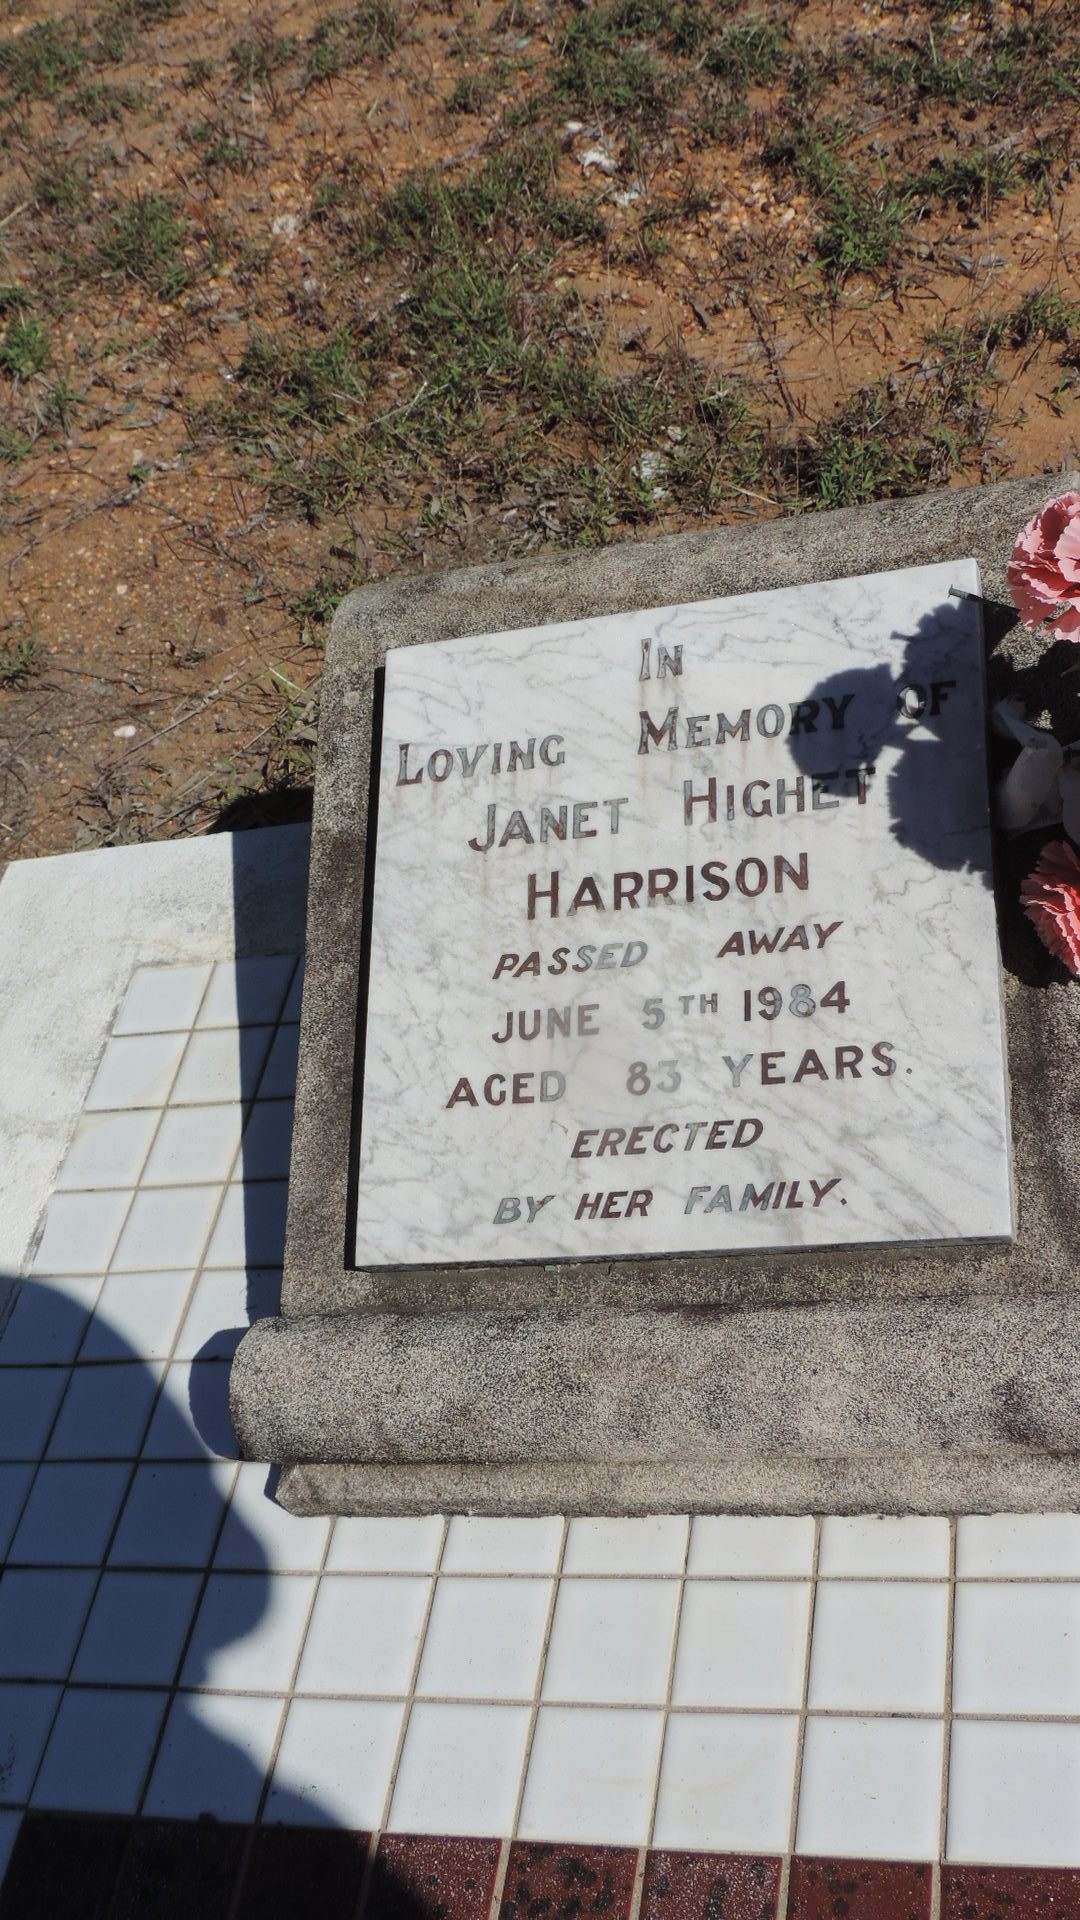 IN
LOVING MEMORY OF
JANET HIGHET
HARRISON
PASSED AWAY
JUNE 5TH 1984
AGED 83 YEARS.
ERECTED
BY HER FAMILY.